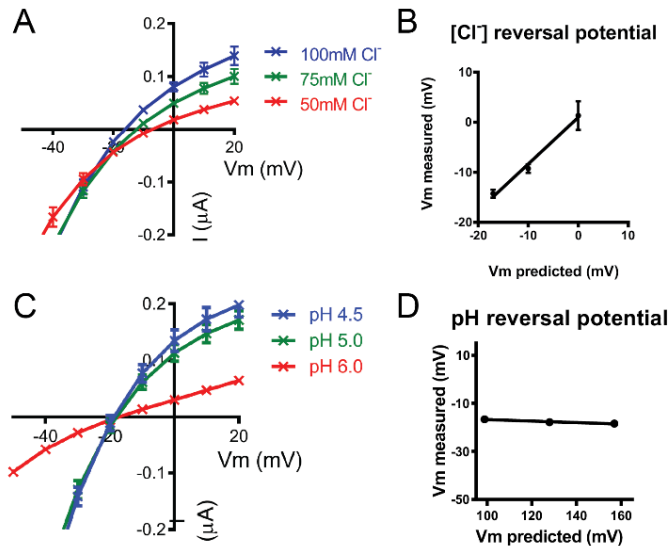 A
0.2
0.1
-40
-20
20
Vm (mV)
-0.1
-0.2
I (μA)
100mM Cl⁻
75mM Cl⁻
50mM Cl⁻
B
[Cl⁻] reversal potential
Vm measured (mV)
10
0
-10
-20
-20
-10
0
10
Vm predicted (mV)
C
0.2
0
-40
-20
20
Vm (mV)
-0.1
-0.2
I (μA)
pH 4.5
pH 5.0
pH 6.0
D
pH reversal potential
Vm measured (mV)
10
-10
-30
-50
100
120
140
160
Vm predicted (mV)